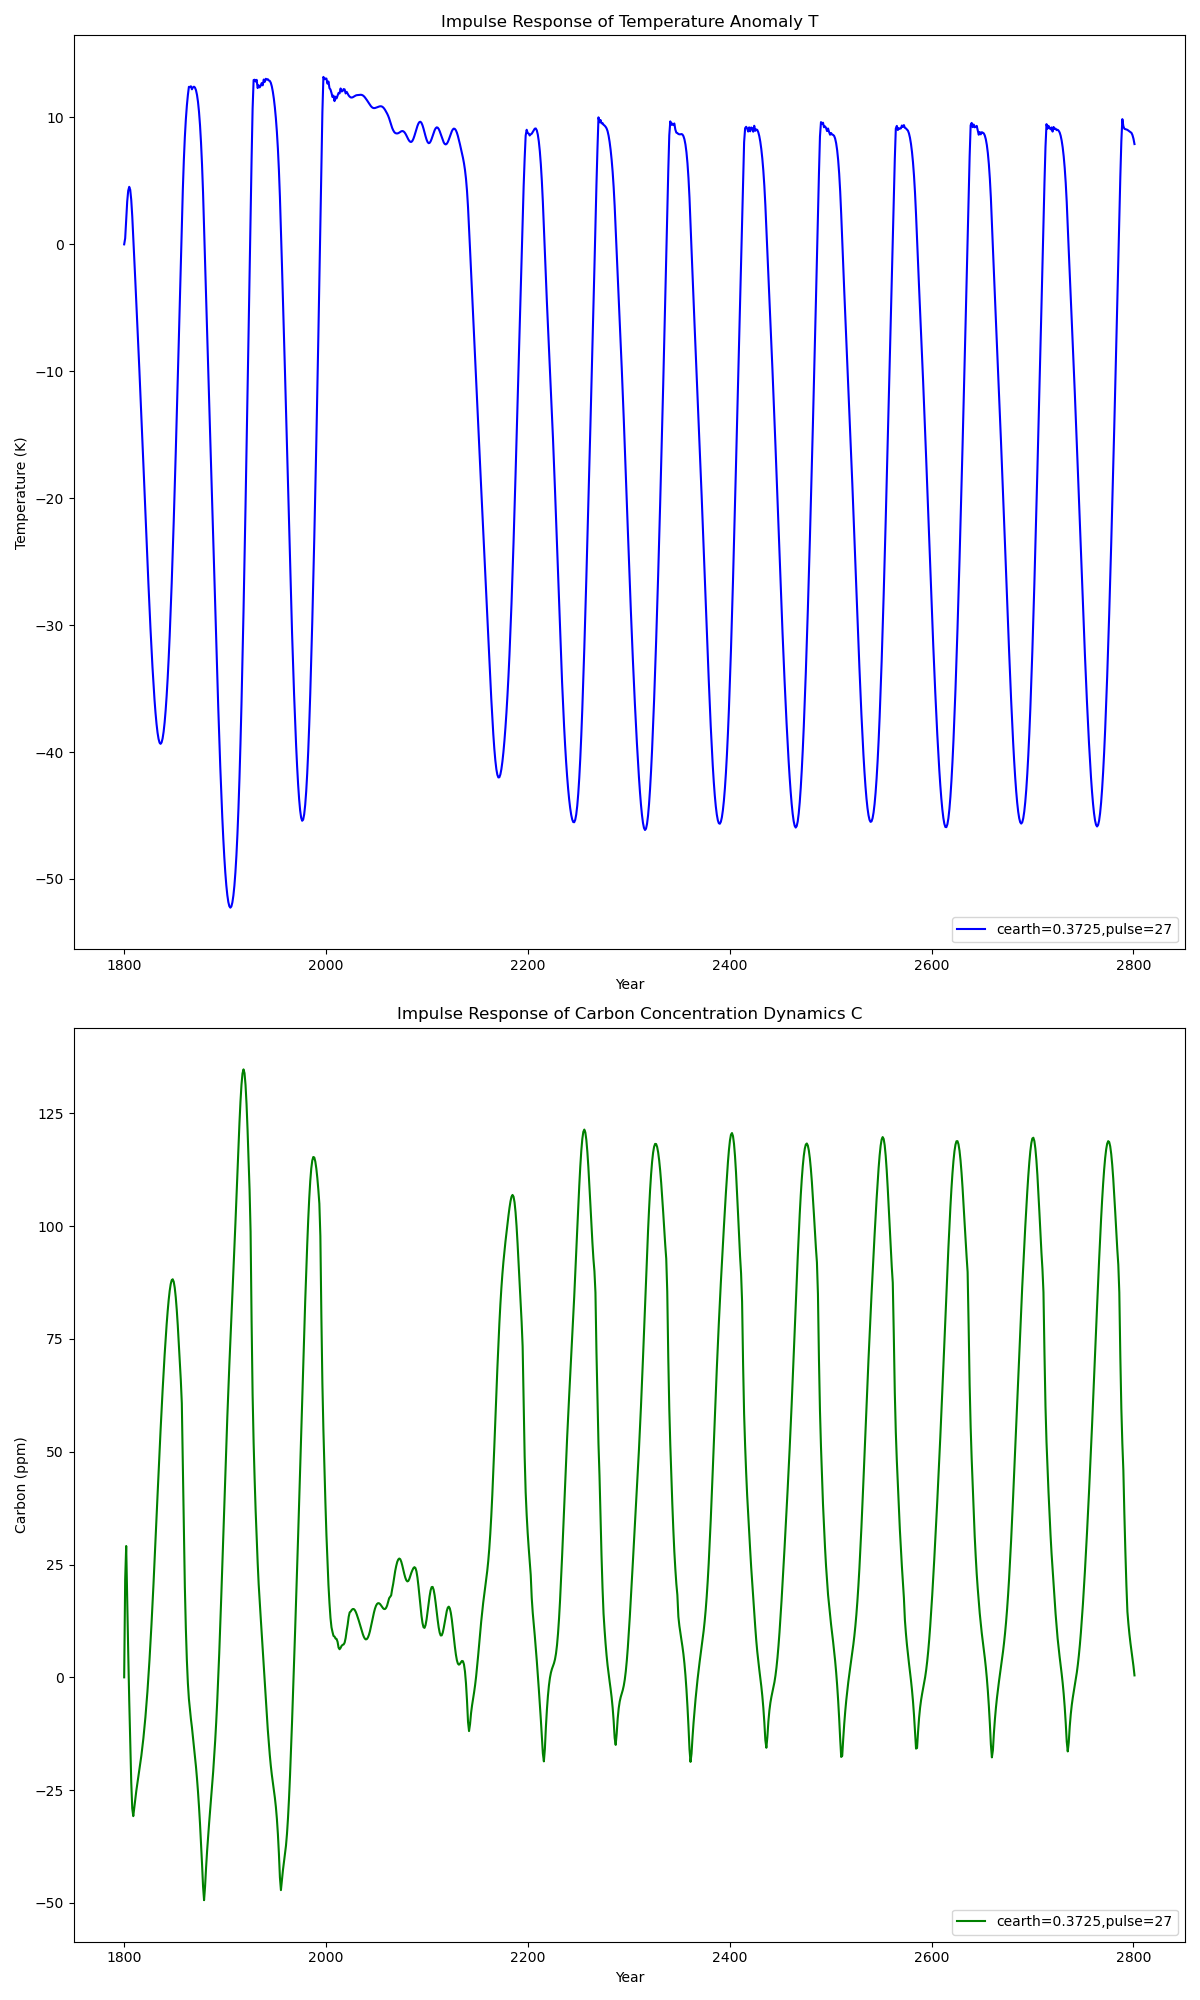 Impulse Response of Temperature Anomaly T
10
0
−10
−20
−30
−40
−50
Temperature (K)
cearth=0.3725,pulse=27
1800 2000 2200 2400 2600 2800
Year
Impulse Response of Carbon Concentration Dynamics C
125
100
75
50
25
0
−25
−50
Carbon (ppm)
cearth=0.3725,pulse=27
1800 2000 2200 2400 2600 2800
Year